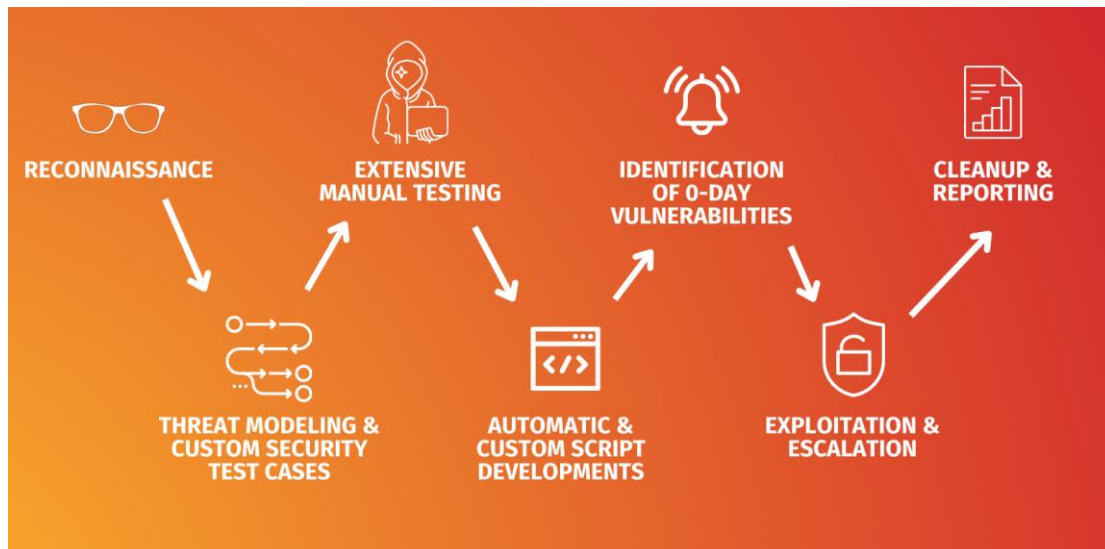 RECONNAISSANCE
THREAT MODELING &
CUSTOM SECURITY
TEST CASES
EXTENSIVE
MANUAL TESTING
AUTOMATIC &
CUSTOM SCRIPT
DEVELOPMENTS
IDENTIFICATION
OF 0-DAY
VULNERABILITIES
EXPLOITATION &
ESCALATION
CLEANUP &
REPORTING